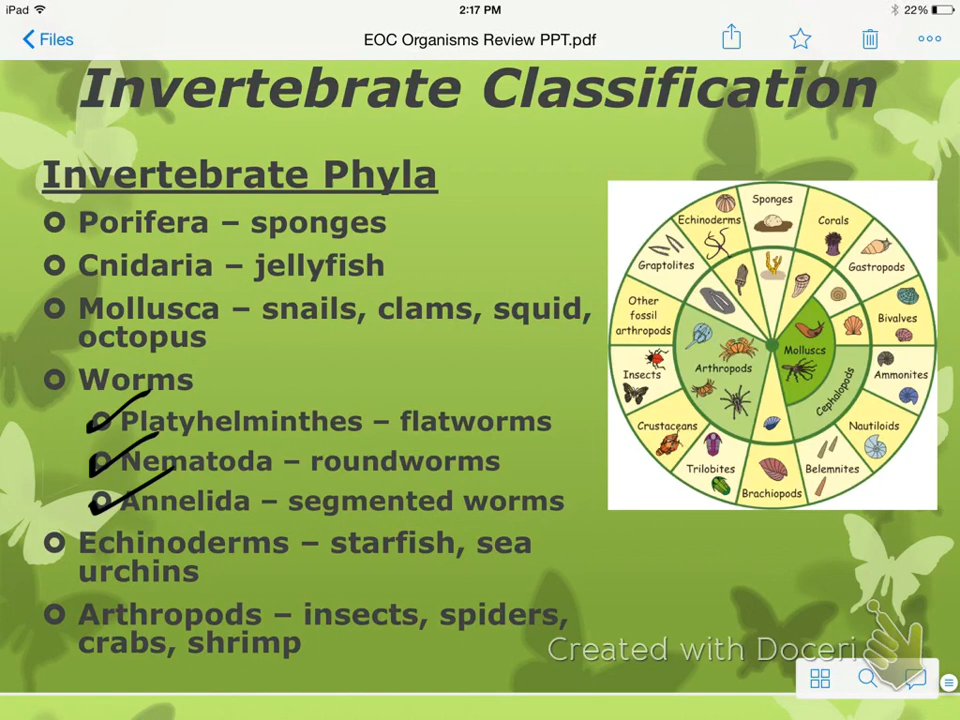 iPad 2:17 PM 22%
Files EOC Organisms Review PPT.pdf
Invertebrate Classification
Invertebrate Phyla
Porifera – sponges
Cnidaria – jellyfish
Mollusca – snails, clams, squid,
octopus
Worms
Platyhelminthes – flatworms
Nematoda – roundworms
Annelida – segmented worms
Echinoderms – starfish, sea
urchins
Arthropods – insects, spiders,
crabs, shrimp
Sponges
Corals
Gastropods
Bivalves
Ammonites
Nautiloids
Belemnites
Brachiopods
Trilobites
Crustaceans
Insects
Other
fossil
arthropods
Graptolites
Echinoderms
Arthropods
Molluscs
Cephalopods
Created with Doceri